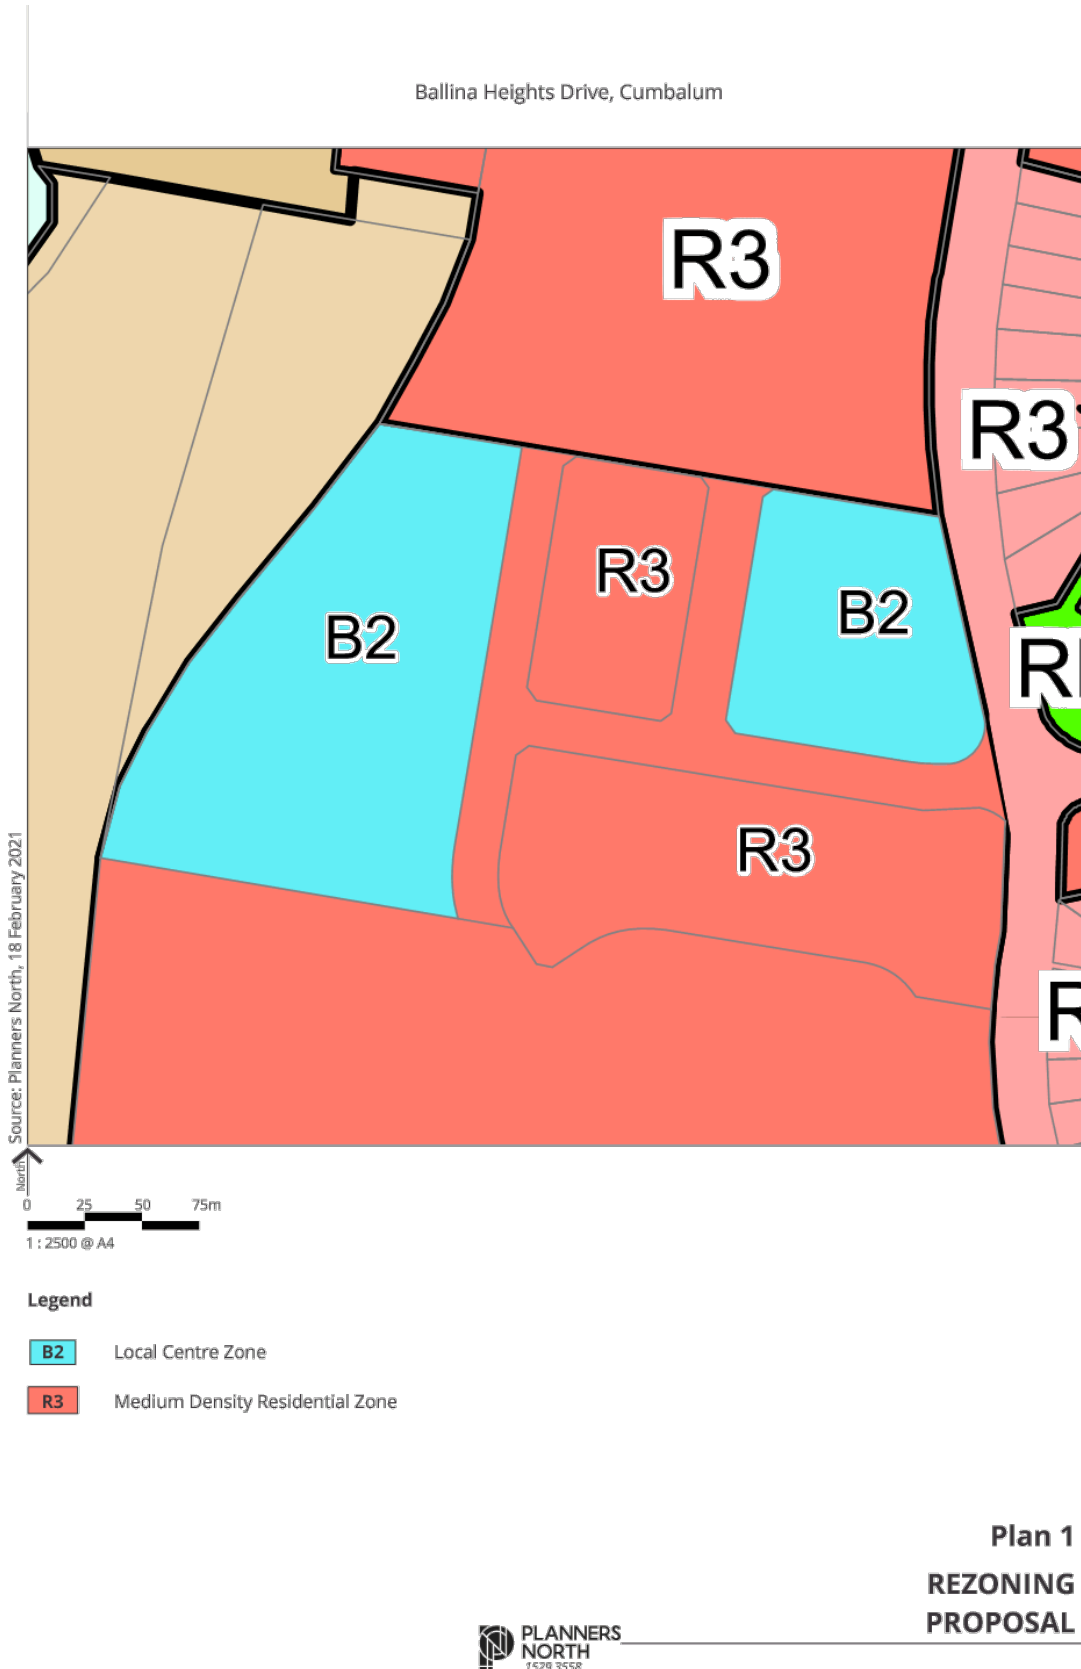 Ballina Heights Drive, Cumbalum
R3
R3
R3
B2
B2
R3
Source: Planners North, 18 February 2021
North
0 25 50 75m
1 : 2500 @ A4
Legend
B2 Local Centre Zone
R3 Medium Density Residential Zone
Plan 1
REZONING
PROPOSAL
PLANNERS
NORTH
1529.3558